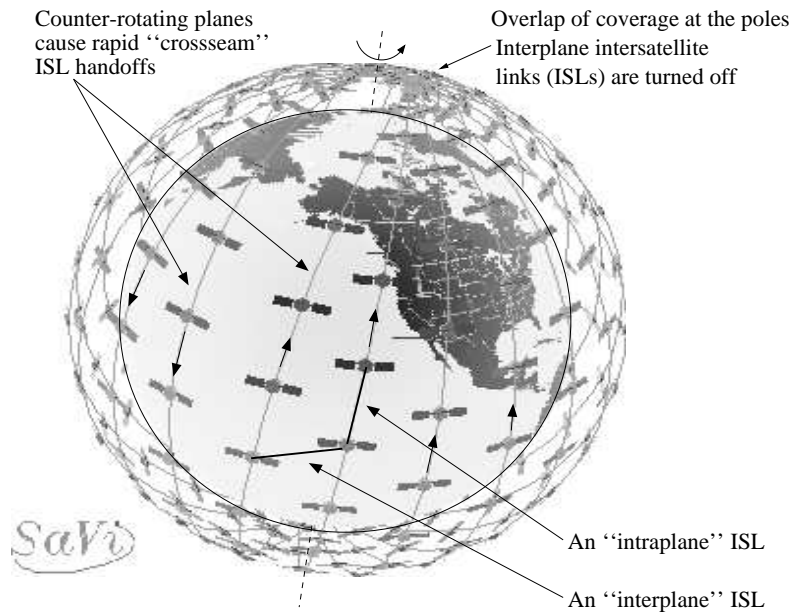 Counter-rotating planes
cause rapid ‘‘crossseam’’
ISL handoffs
Overlap of coverage at the poles
Interplane intersatellite
links (ISLs) are turned off
SaVi
An ‘‘intraplane’’ ISL
An ‘‘interplane’’ ISL